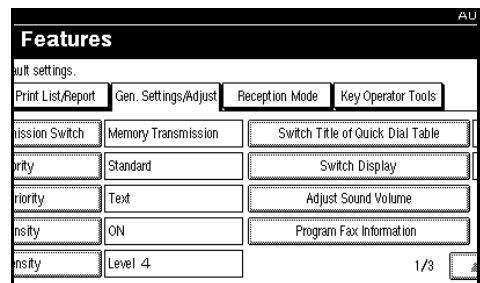 AU
Features
ault settings.
Print List/Report Gen. Settings/Adjust Reception Mode Key Operator Tools
ission Switch Memory Transmission Switch Title of Quick Dial Table
ority Standard Switch Display
riority Text Adjust Sound Volume
nsity ON Program Fax Information
ensity Level 4 1/3